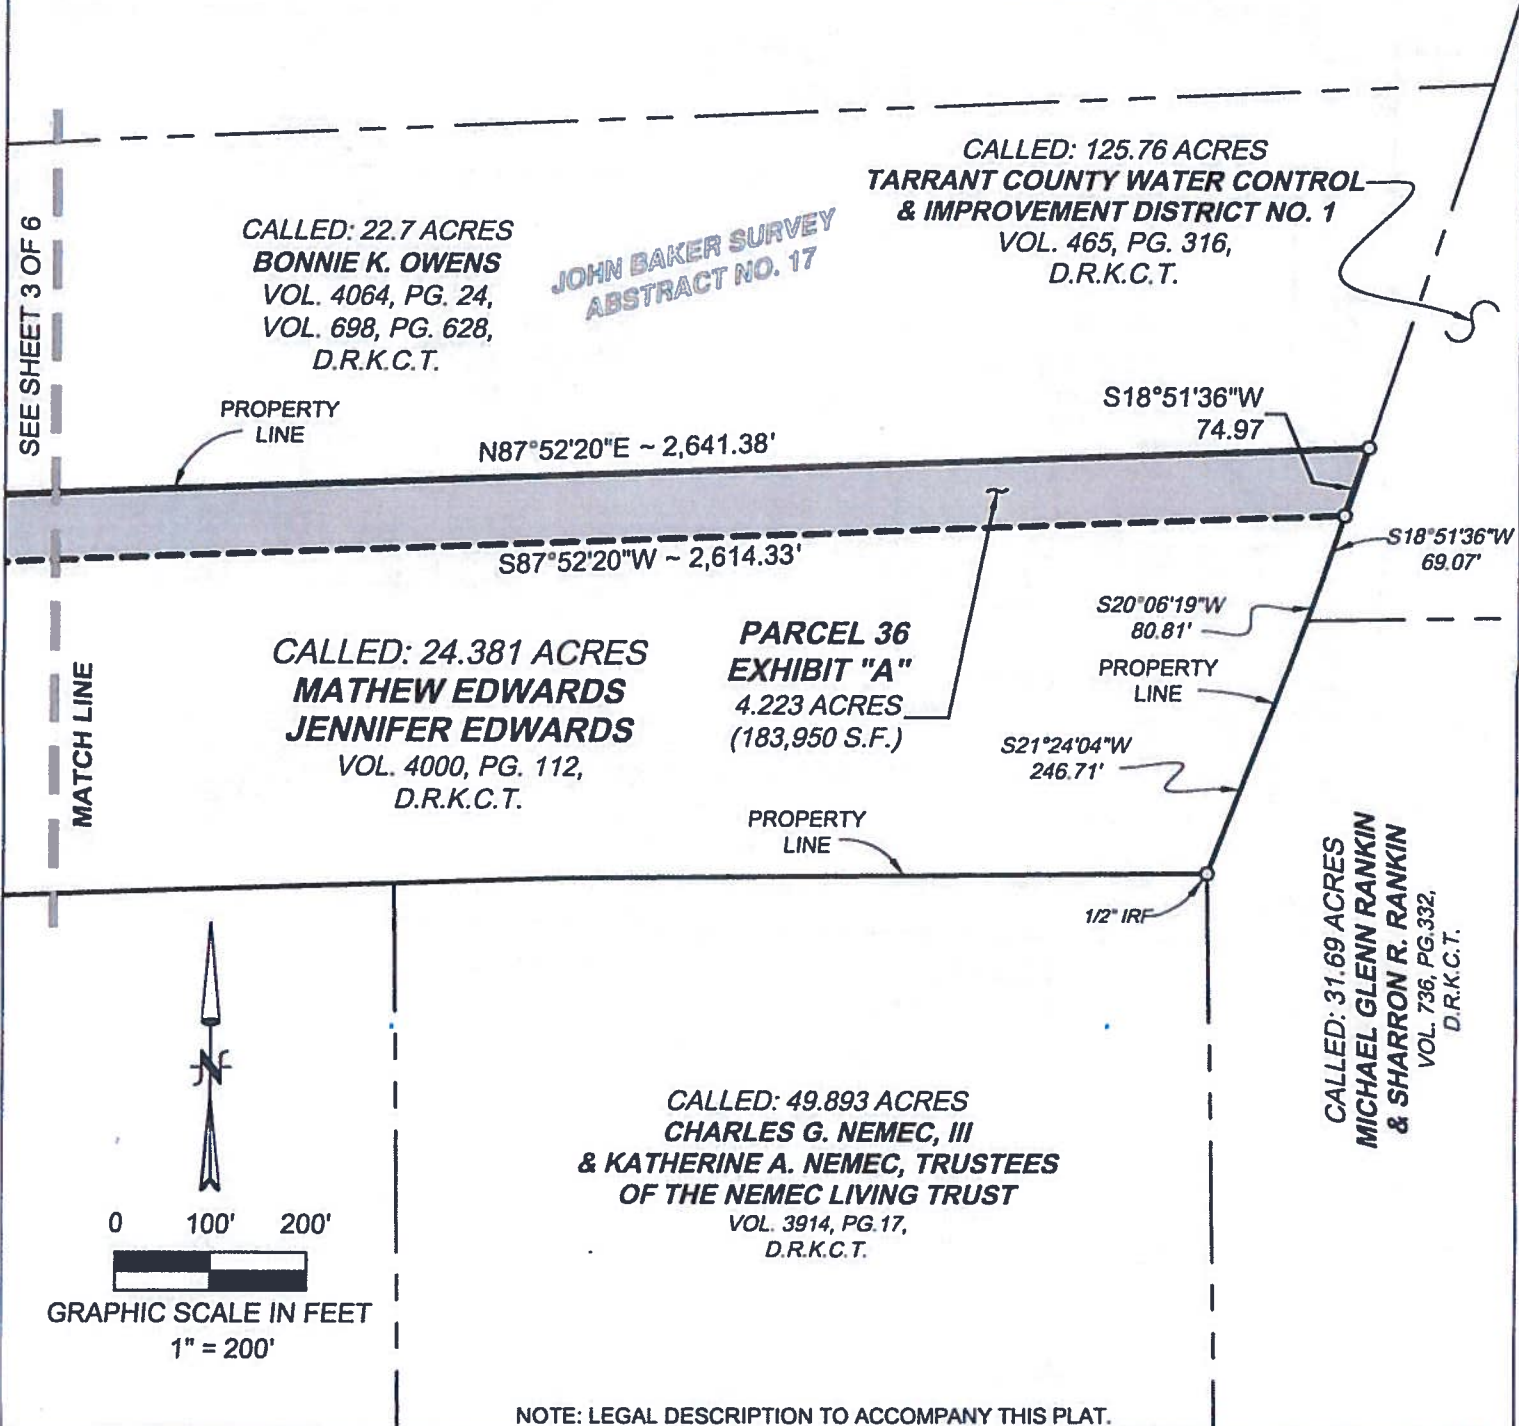 CALLED: 125.76 ACRES
TARRANT COUNTY WATER CONTROL
& IMPROVEMENT DISTRICT NO. 1
VOL. 465, PG. 316,
D.R.K.C.T.
SEE SHEET 3 OF 6
CALLED: 22.7 ACRES
BONNIE K. OWENS
VOL. 4064, PG. 24,
VOL. 698, PG. 628,
D.R.K.C.T.
JOHN BAKER SURVEY
ABSTRACT NO. 17
PROPERTY
LINE
N87°52'20"E ~ 2,641.38'
S18°51'36"W
74.97
S87°52'20"W ~ 2,614.33'
S18°51'36"W
69.07'
S20°06'19"W
80.81'
PROPERTY
LINE
S21°24'04"W
246.71'
PARCEL 36
EXHIBIT "A"
4.223 ACRES
(183,950 S.F.)
CALLED: 24.381 ACRES
MATHEW EDWARDS
JENNIFER EDWARDS
VOL. 4000, PG. 112,
D.R.K.C.T.
MATCH LINE
PROPERTY
LINE
1/2" IRF
CALLED: 31.69 ACRES
MICHAEL GLENN RANKIN
& SHARRON R. RANKIN
VOL. 736, PG.332,
D.R.K.C.T.
N
CALLED: 49.893 ACRES
CHARLES G. NEMEC, III
& KATHERINE A. NEMEC, TRUSTEES
OF THE NEMEC LIVING TRUST
VOL. 3914, PG.17,
D.R.K.C.T.
0 100' 200'
GRAPHIC SCALE IN FEET
1" = 200'
NOTE: LEGAL DESCRIPTION TO ACCOMPANY THIS PLAT.